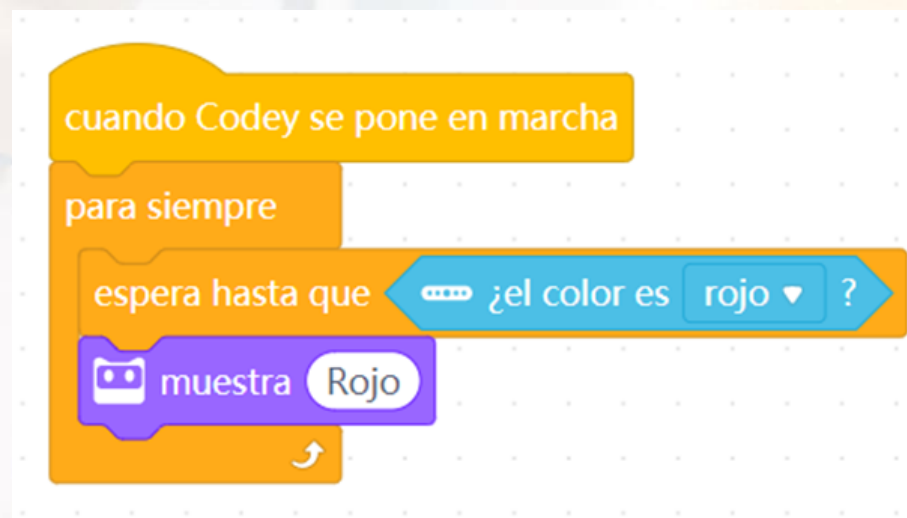 cuando Codey se pone en marcha
para siempre
espera hasta que ¿el color es rojo ?
muestra Rojo